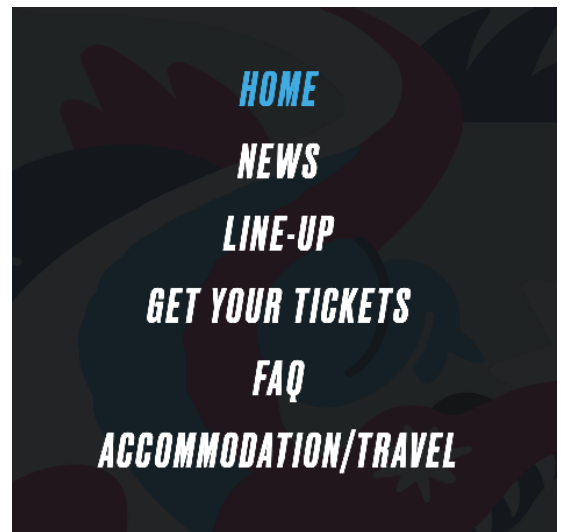 HOME
NEWS
LINE-UP
GET YOUR TICKETS
FAQ
ACCOMMODATION/TRAVEL